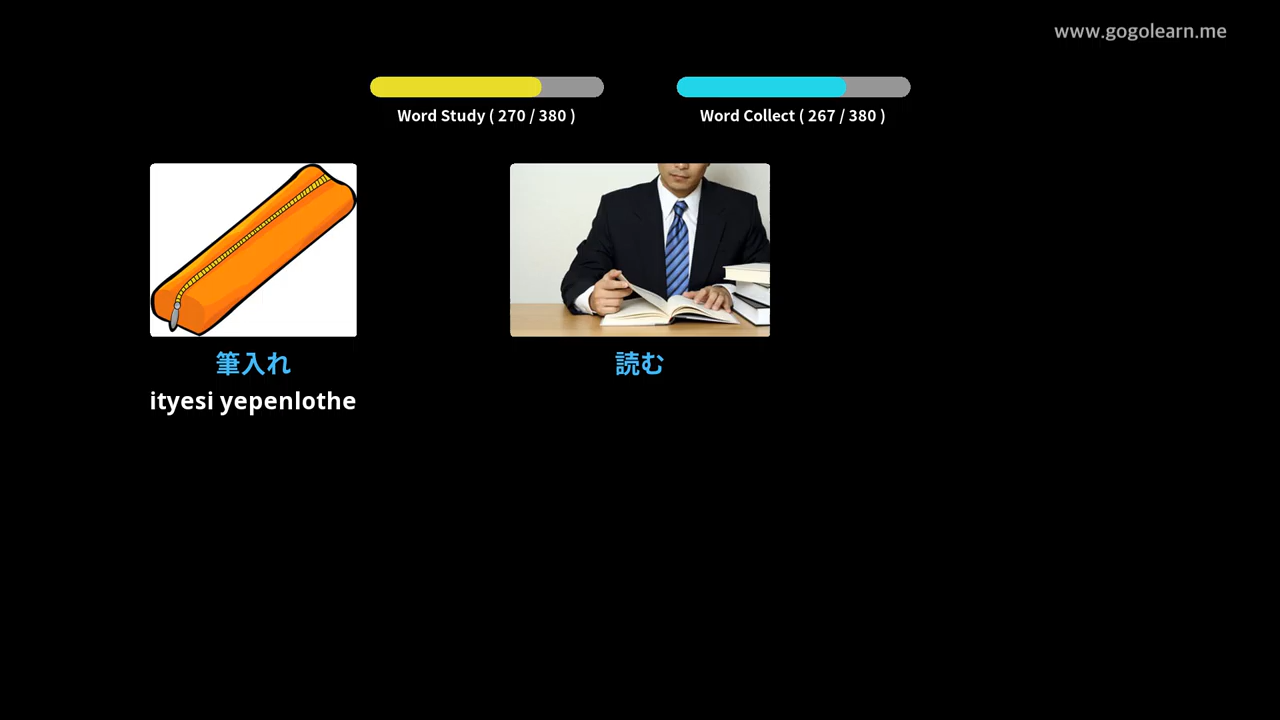 www.gogolearn.me
Word Study ( 270 / 380 )
Word Collect ( 267 / 380 )
筆入れ
読む
ityesi yepenlothe